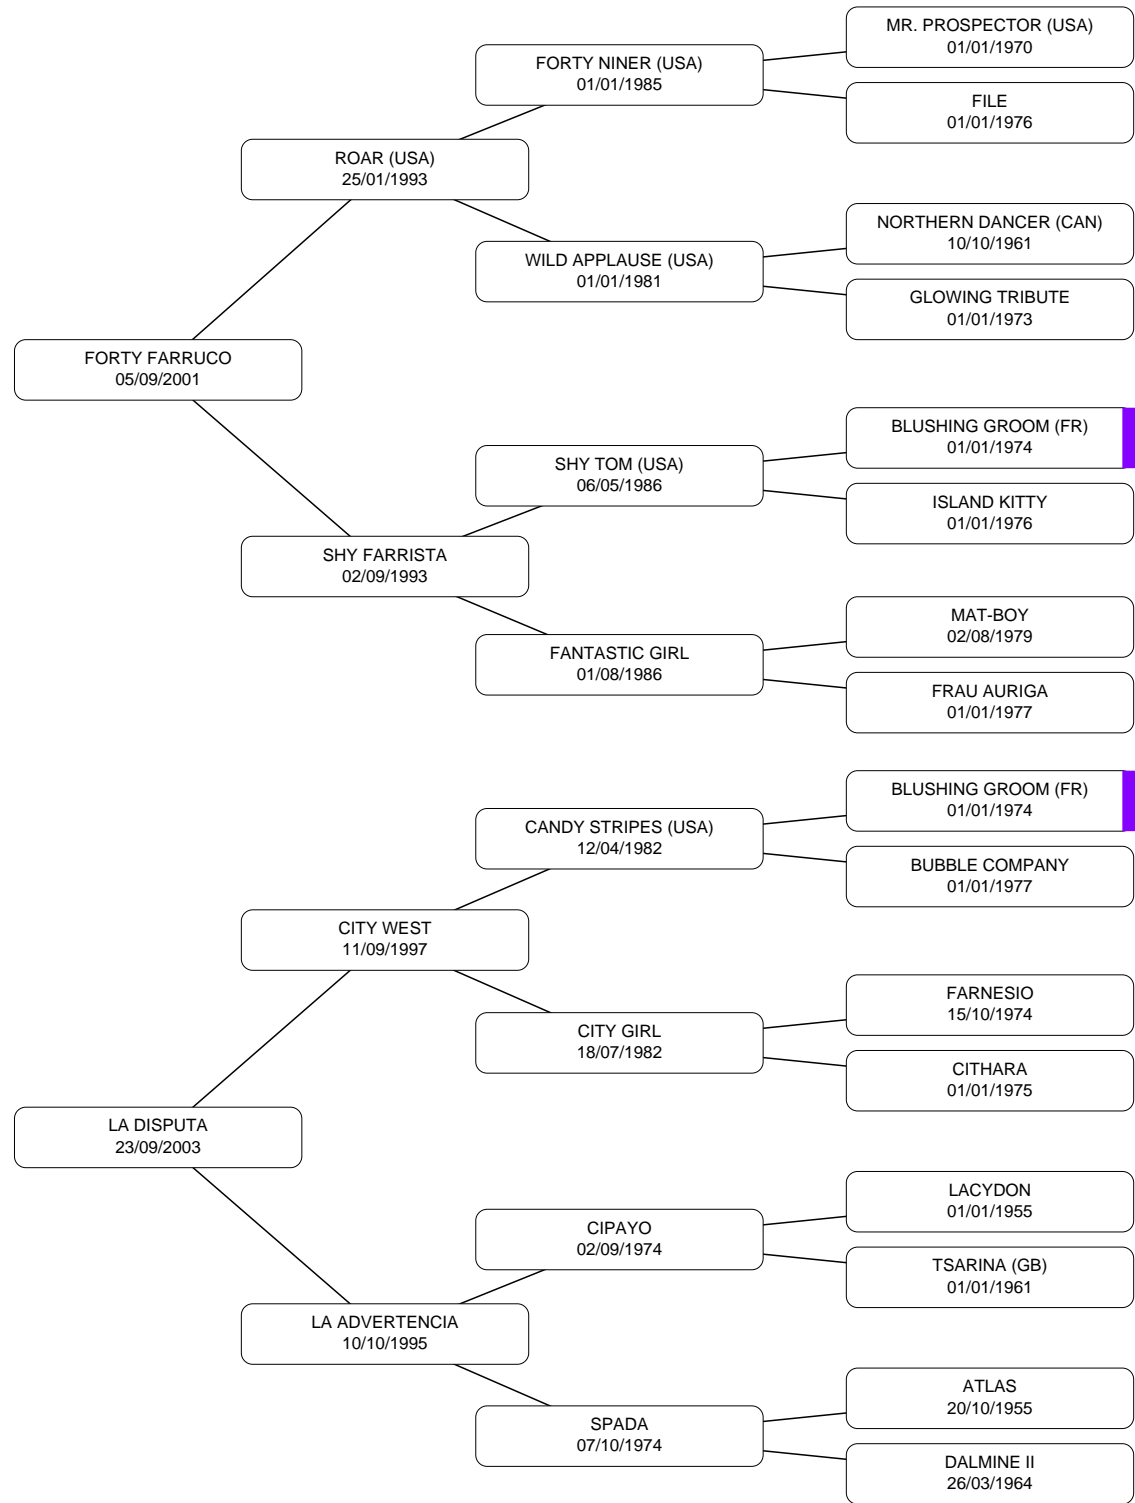 MR. PROSPECTOR (USA)
01/01/1970
FORTY NINER (USA)
01/01/1985
FILE
01/01/1976
ROAR (USA)
25/01/1993
NORTHERN DANCER (CAN)
10/10/1961
WILD APPLAUSE (USA)
01/01/1981
GLOWING TRIBUTE
01/01/1973
FORTY FARRUCO
05/09/2001
BLUSHING GROOM (FR)
01/01/1974
SHY TOM (USA)
06/05/1986
ISLAND KITTY
01/01/1976
SHY FARRISTA
02/09/1993
MAT-BOY
02/08/1979
FANTASTIC GIRL
01/08/1986
FRAU AURIGA
01/01/1977
BLUSHING GROOM (FR)
01/01/1974
CANDY STRIPES (USA)
12/04/1982
BUBBLE COMPANY
01/01/1977
CITY WEST
11/09/1997
FARNESIO
15/10/1974
CITY GIRL
18/07/1982
CITHARA
01/01/1975
LA DISPUTA
23/09/2003
LACYDON
01/01/1955
CIPAYO
02/09/1974
TSARINA (GB)
01/01/1961
LA ADVERTENCIA
10/10/1995
ATLAS
20/10/1955
SPADA
07/10/1974
DALMINE II
26/03/1964